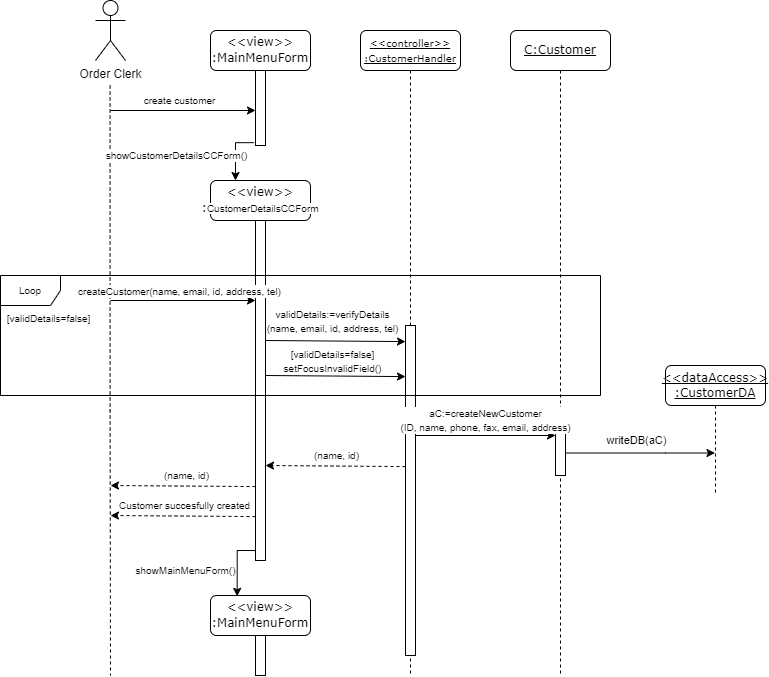 <<view>>
:MainMenuForm
<<controller>>
:CustomerHandler
C:Customer
Order Clerk
create customer
showCustomerDetailsCCForm()
<<view>>
:CustomerDetailsCCForm
Loop
createCustomer(name, email, id, address, tel)
[validDetails=false]
validDetails:=verifyDetails
(name, email, id, address, tel)
[validDetails=false]
setFocusInvalidField()
<<dataAccess>>
:CustomerDA
aC:=createNewCustomer
(ID, name, phone, fax, email, address)
writeDB(aC)
(name, id)
(name, id)
Customer succesfully created
showMainMenuForm()
<<view>>
:MainMenuForm